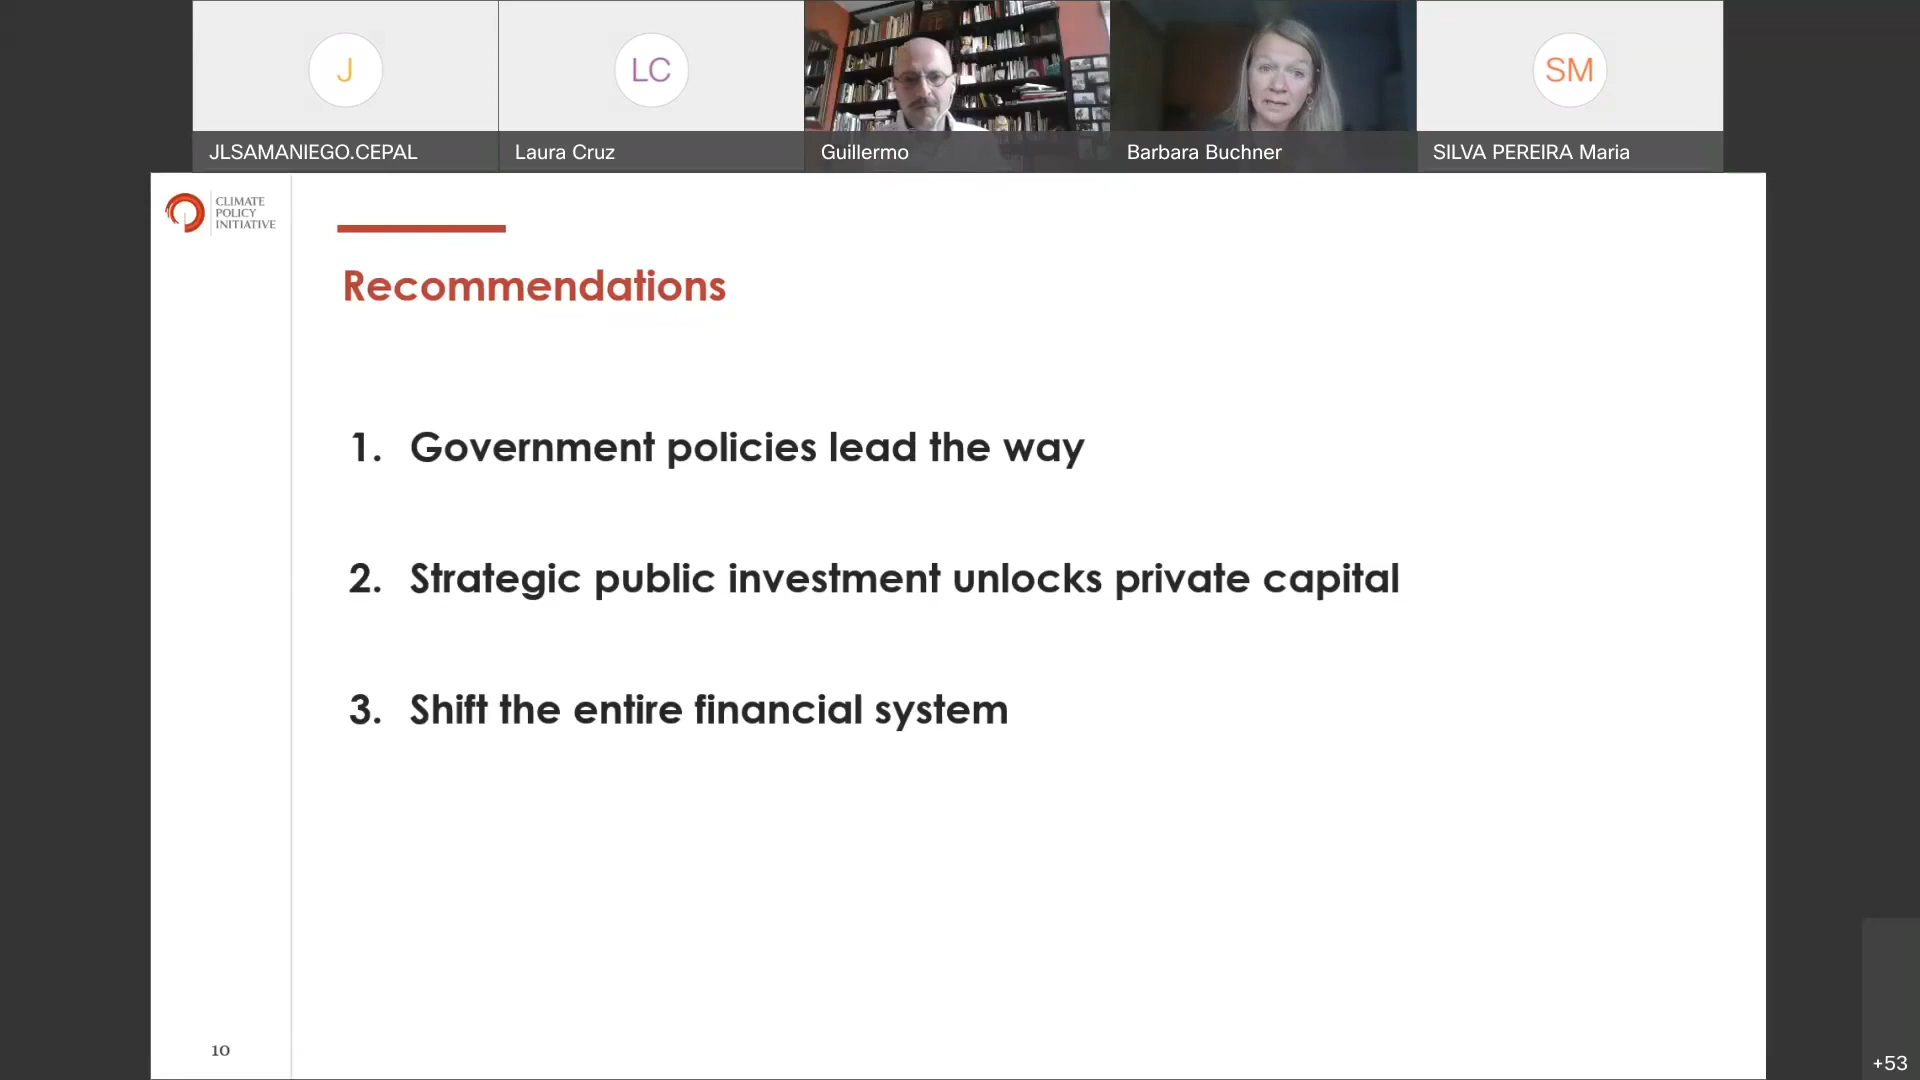 J
LC
SM
JLSAMANIEGO.CEPAL
Laura Cruz
Guillermo
Barbara Buchner
SILVA PEREIRA Maria
CLIMATE
POLICY
INITIATIVE
Recommendations
1. Government policies lead the way
2. Strategic public investment unlocks private capital
3. Shift the entire financial system
10
+53